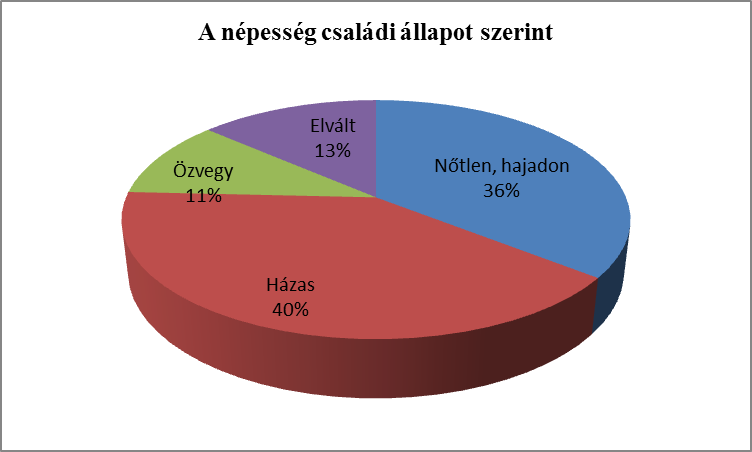 A népesség családi állapot szerint
Elvált
13%
Nőtlen, hajadon
36%
Özvegy
11%
Házas
40%